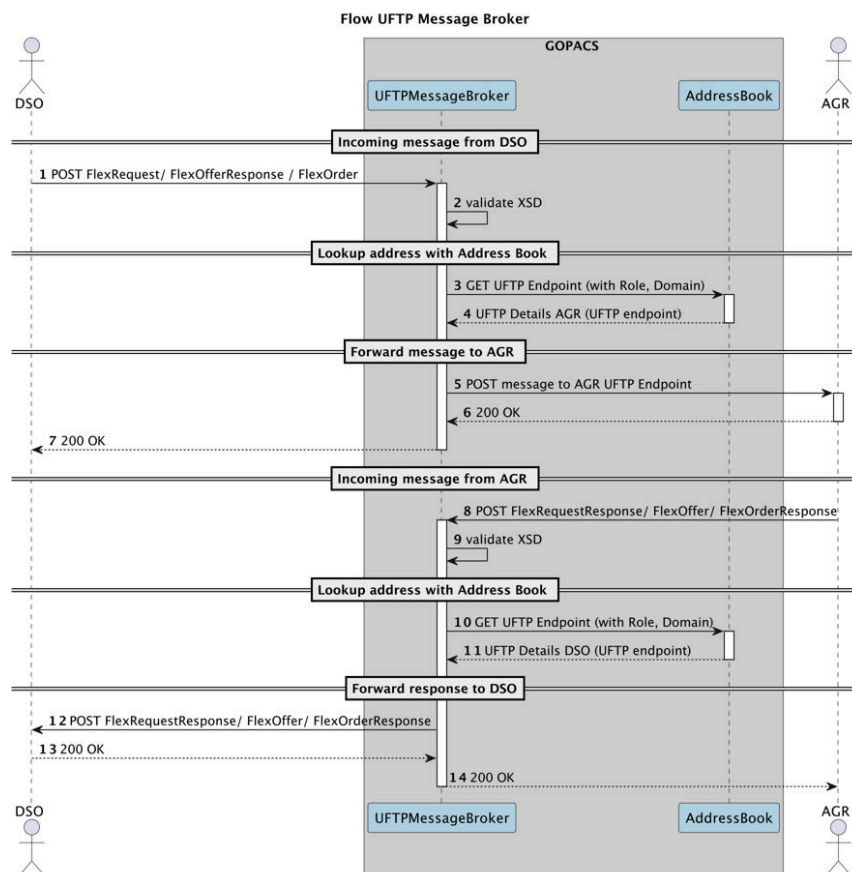 Flow UFTP Message Broker
GOPACS
DSO
UFTPMessageBroker
AddressBook
AGR
Incoming message from DSO
1 POST FlexRequest/ FlexOfferResponse / FlexOrder
2 validate XSD
Lookup address with Address Book
3 GET UFTP Endpoint (with Role, Domain)
4 UFTP Details AGR (UFTP endpoint)
Forward message to AGR
5 POST message to AGR UFTP Endpoint
6 200 OK
7 200 OK
Incoming message from AGR
8 POST FlexRequestResponse/ FlexOffer/ FlexOrderResponse
9 validate XSD
Lookup address with Address Book
10 GET UFTP Endpoint (with Role, Domain)
11 UFTP Details DSO (UFTP endpoint)
Forward response to DSO
12 POST FlexRequestResponse/ FlexOffer/ FlexOrderResponse
13 200 OK
14 200 OK
DSO
UFTPMessageBroker
AddressBook
AGR